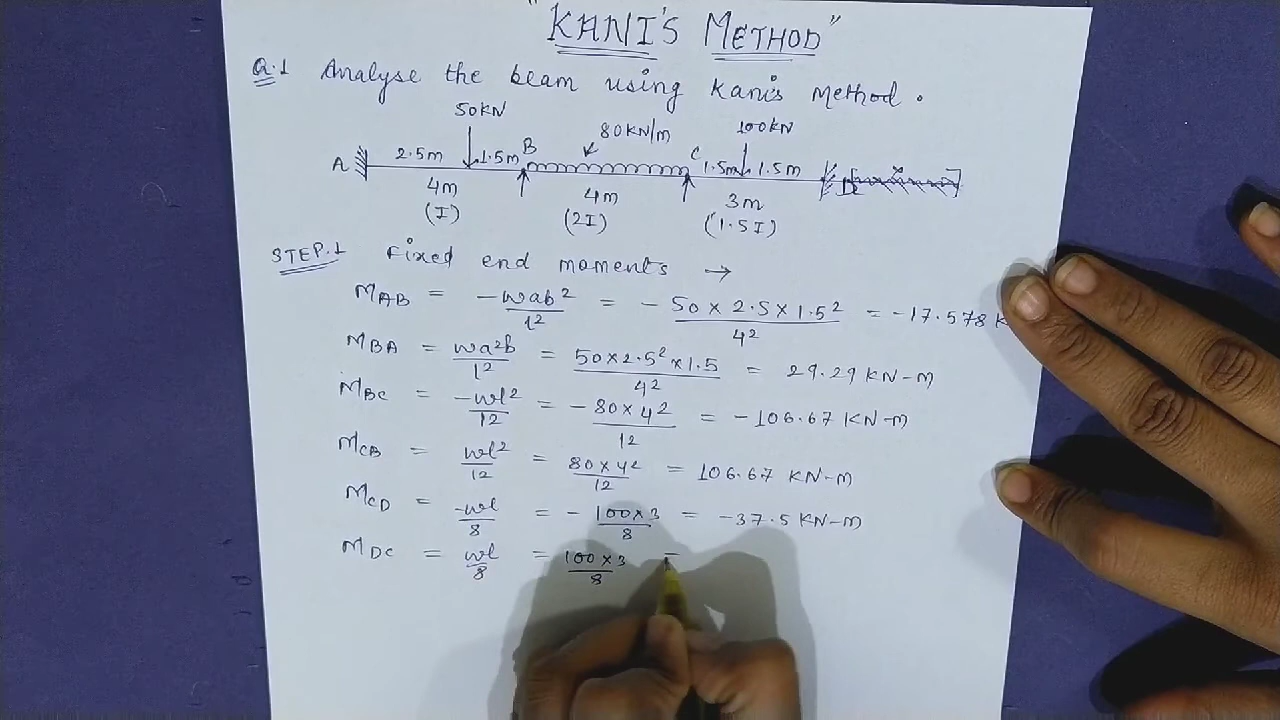 "KANI'S METHOD"
Q.1 Analyse the beam using Kani's Method.
50KN 80KN/m 100KN
A 2.5m 1.5m B C 1.5m 1.5m
4m 4m 3m
(I) (2I) (1.5I)
STEP.1 Fixed end moments →
MAB = -wab²/l² = - 50 × 2.5 × 1.5²/4² = -17.578 K
MBA = wa²b/l² = 50×2.5²×1.5/4² = 29.29 KN-m
MBC = -wl²/12 = -80×4²/12 = -106.67 KN-m
MCB = wl²/12 = 80×4²/12 = 106.67 KN-m
MCD = -wl/8 = - 100×3/8 = -37.5 KN-m
MDC = wl/8 = 100×3/8 =